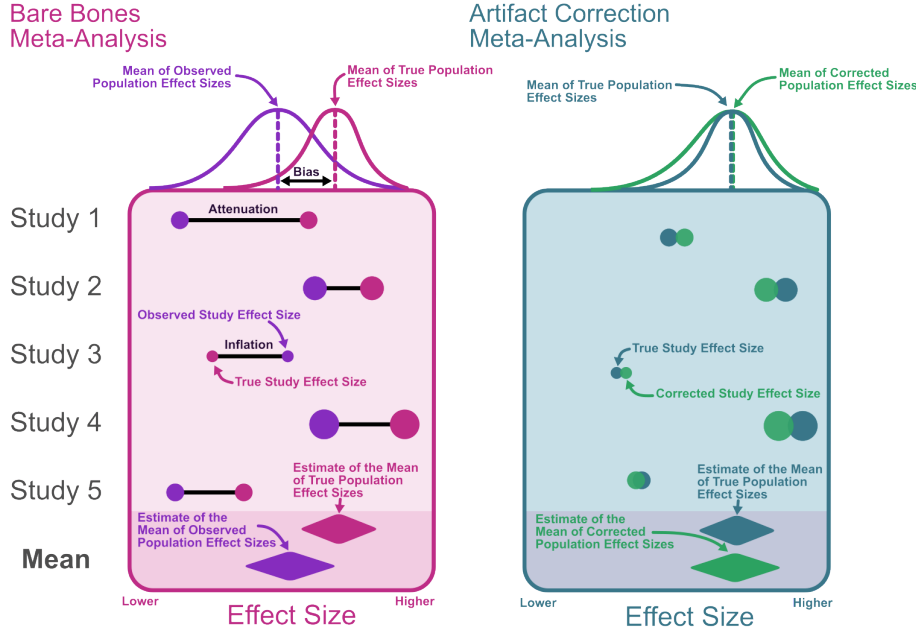 Bare Bones
Meta-Analysis
Artifact Correction
Meta-Analysis
Mean of Observed
Population Effect Sizes
Mean of True Population
Effect Sizes
Mean of True Population
Effect Sizes
Mean of Corrected
Population Effect Sizes
Bias
Study 1
Attenuation
Study 2
Observed Study Effect Size
Study 3
Inflation
True Study Effect Size
True Study Effect Size
Corrected Study Effect Size
Study 4
Study 5
Estimate of the Mean
of True Population
Effect Sizes
Estimate of the
Mean of Observed
Population Effect Sizes
Estimate of the Mean
of True Population
Effect Sizes
Estimate of the
Mean of Corrected
Population Effect Sizes
Mean
Lower
Effect Size
Higher
Lower
Effect Size
Higher